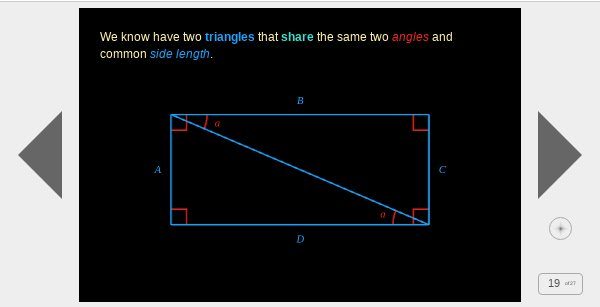 We know have two triangles that share the same two angles and
common side length.
B
a
A
C
o
D
19 of 27